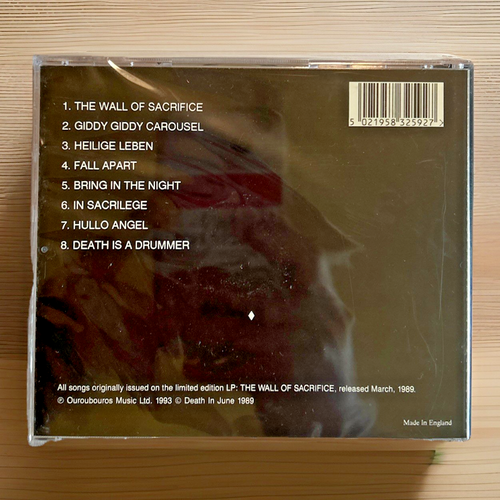 5 021958 325927 >
1. THE WALL OF SACRIFICE
2. GIDDY GIDDY CAROUSEL
3. HEILIGE LEBEN
4. FALL APART
5. BRING IN THE NIGHT
6. IN SACRILEGE
7. HULLO ANGEL
8. DEATH IS A DRUMMER
All songs originally issued on the limited edition LP: THE WALL OF SACRIFICE, released March, 1989.
℗ Ouroubouros Music Ltd. 1993 © Death In June 1989
Made In England